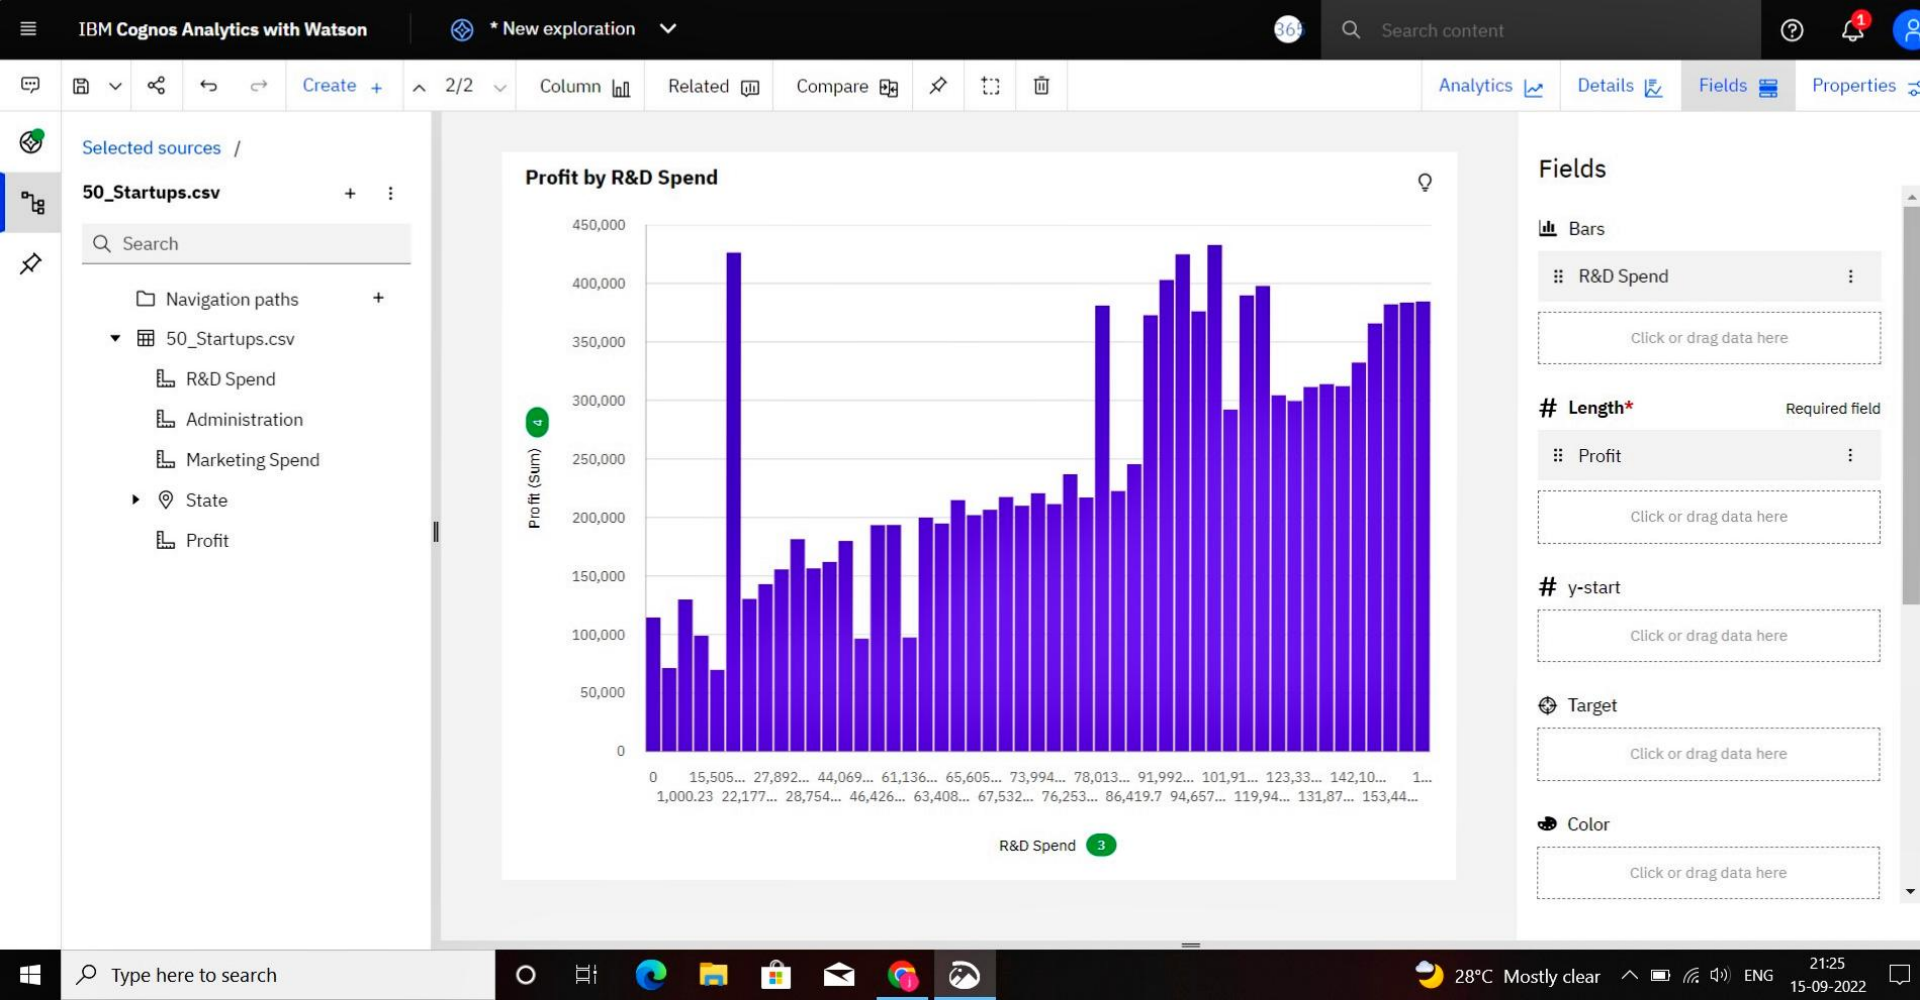 IBM Cognos Analytics with Watson
* New exploration
365
Search content
1
Create +
2/2
Column
Related
Compare
Analytics
Details
Fields
Properties
Selected sources /
50_Startups.csv
Search
Navigation paths
50_Startups.csv
R&D Spend
Administration
Marketing Spend
State
Profit
Profit by R&D Spend
450,000
400,000
350,000
300,000
250,000
200,000
150,000
100,000
50,000
0
Profit (Sum)
4
0 15,505... 27,892... 44,069... 61,136... 65,605... 73,994... 78,013... 91,992... 101,91... 123,33... 142,10... 1...
1,000.23 22,177... 28,754... 46,426... 63,408... 67,532... 76,253... 86,419.7 94,657... 119,94... 131,87... 153,44...
R&D Spend 3
Fields
Bars
R&D Spend
Click or drag data here
Length* Required field
Profit
Click or drag data here
y-start
Click or drag data here
Target
Click or drag data here
Color
Click or drag data here
Type here to search
28°C Mostly clear
ENG
21:25
15-09-2022